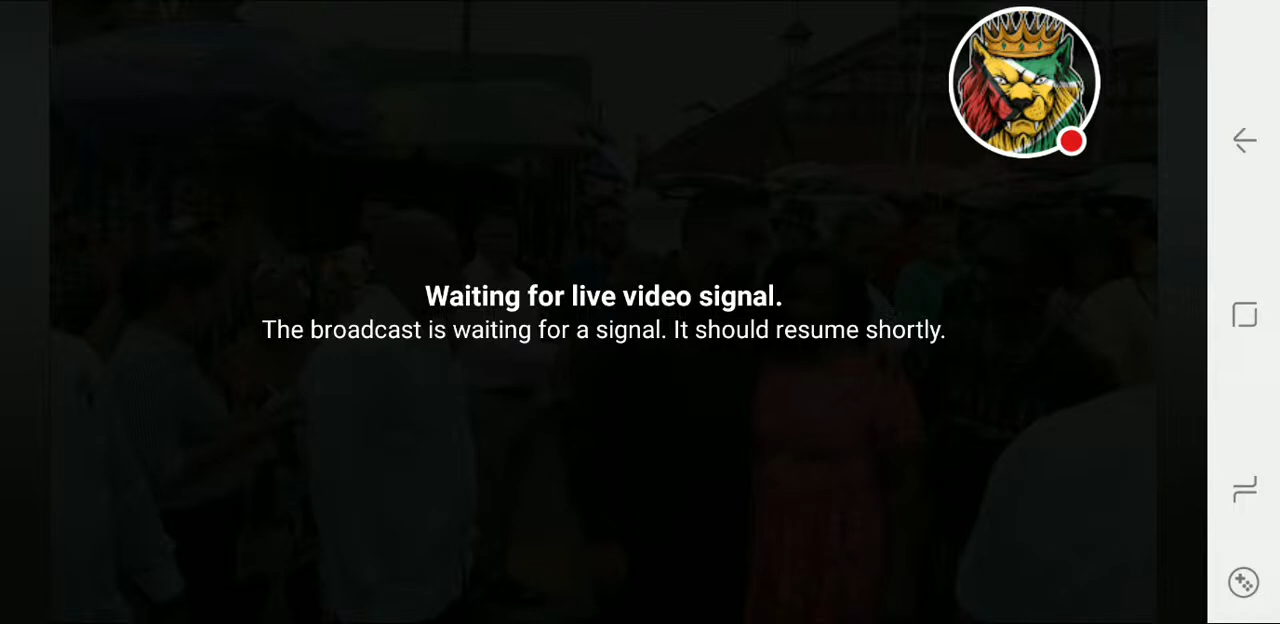 Waiting for live video signal.
The broadcast is waiting for a signal. It should resume shortly.